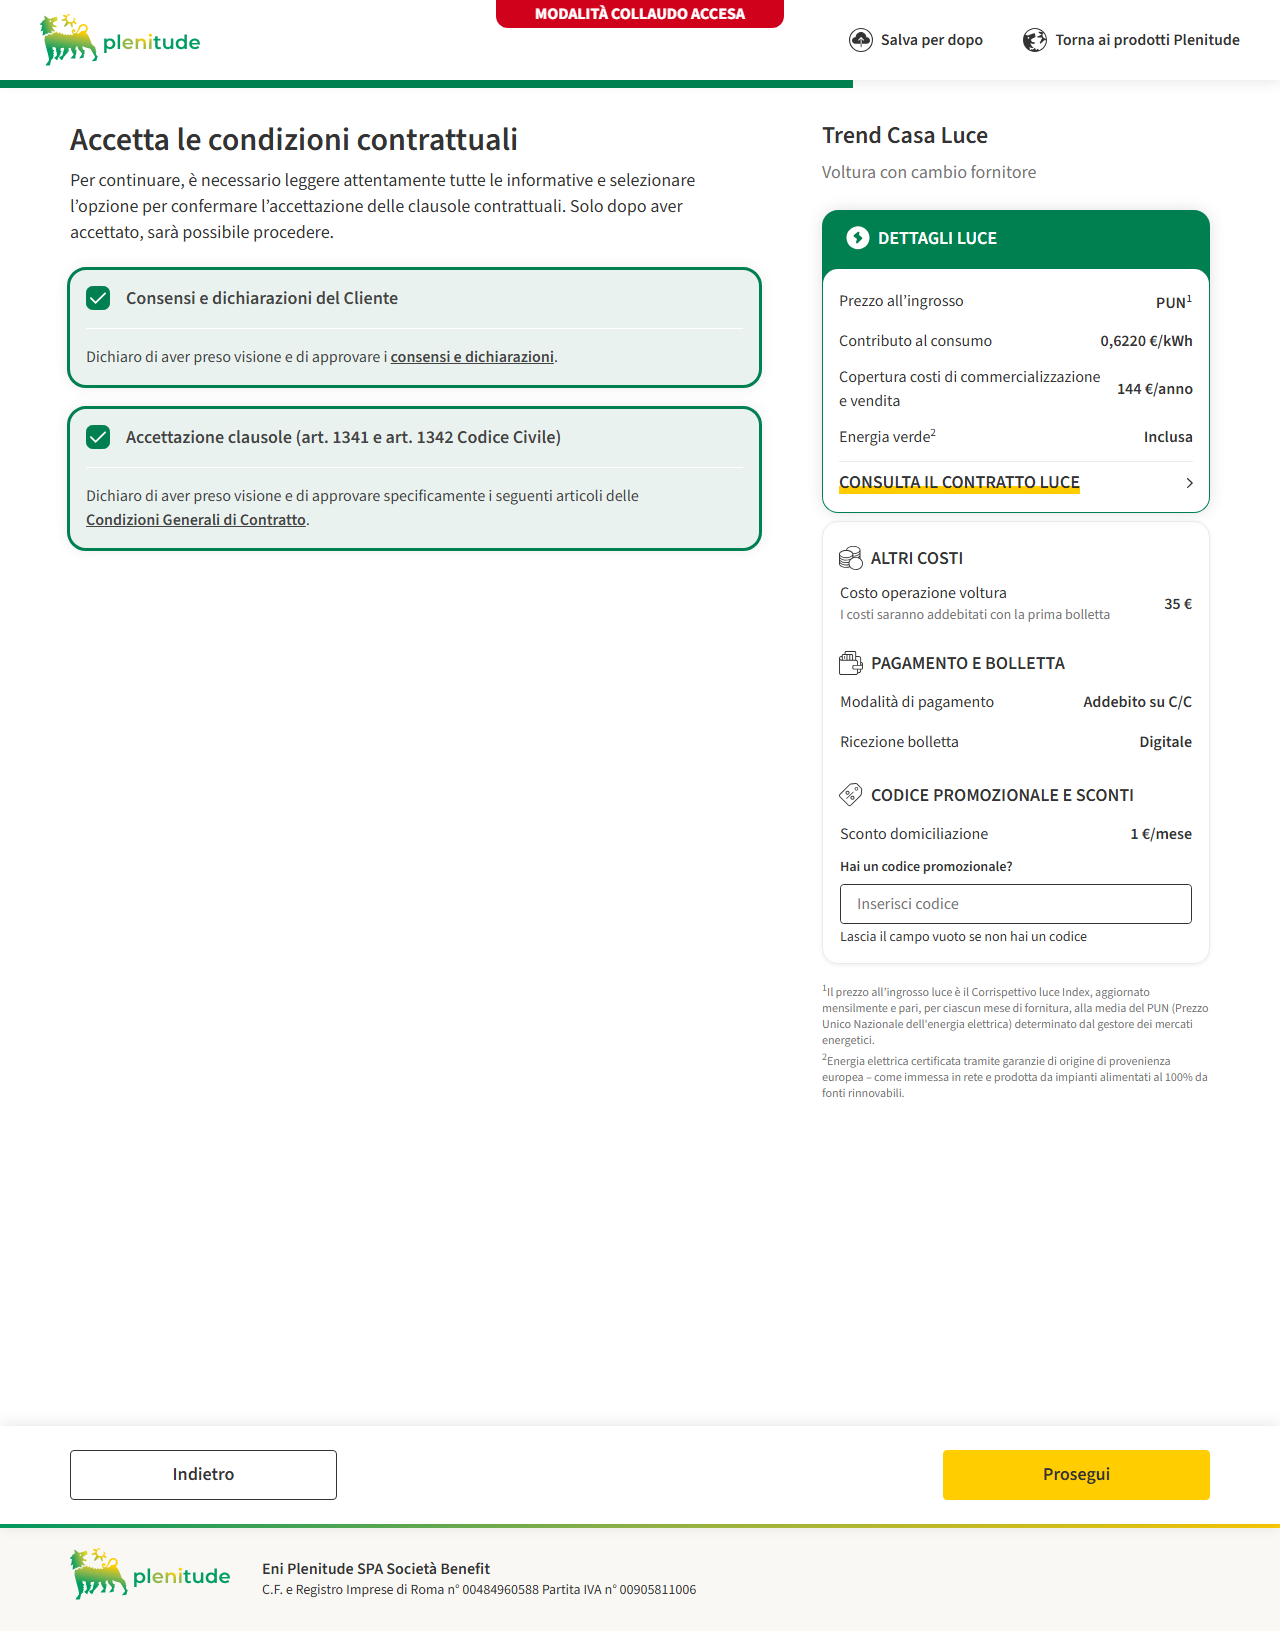 MODALITÀ COLLAUDO ACCESA
plenitude
Salva per dopo
Torna ai prodotti Plenitude
Accetta le condizioni contrattuali
Per continuare, è necessario leggere attentamente tutte le informative e selezionare
l’opzione per confermare l’accettazione delle clausole contrattuali. Solo dopo aver
accettato, sarà possibile procedere.
Consensi e dichiarazioni del Cliente
Dichiaro di aver preso visione e di approvare i consensi e dichiarazioni.
Accettazione clausole (art. 1341 e art. 1342 Codice Civile)
Dichiaro di aver preso visione e di approvare specificamente i seguenti articoli delle
Condizioni Generali di Contratto.
Trend Casa Luce
Voltura con cambio fornitore
DETTAGLI LUCE
Prezzo all’ingrosso PUN¹
Contributo al consumo 0,6220 €/kWh
Copertura costi di commercializzazione
e vendita 144 €/anno
Energia verde² Inclusa
CONSULTA IL CONTRATTO LUCE
ALTRI COSTI
Costo operazione voltura 35 €
I costi saranno addebitati con la prima bolletta
PAGAMENTO E BOLLETTA
Modalità di pagamento Addebito su C/C
Ricezione bolletta Digitale
CODICE PROMOZIONALE E SCONTI
Sconto domiciliazione 1 €/mese
Hai un codice promozionale?
Inserisci codice
Lascia il campo vuoto se non hai un codice
¹Il prezzo all’ingrosso luce è il Corrispettivo luce Index, aggiornato
mensilmente e pari, per ciascun mese di fornitura, alla media del PUN (Prezzo
Unico Nazionale dell'energia elettrica) determinato dal gestore dei mercati
energetici.
²Energia elettrica certificata tramite garanzie di origine di provenienza
europea – come immessa in rete e prodotta da impianti alimentati al 100% da
fonti rinnovabili.
Indietro
Prosegui
plenitude
Eni Plenitude SPA Società Benefit
C.F. e Registro Imprese di Roma n° 00484960588 Partita IVA n° 00905811006